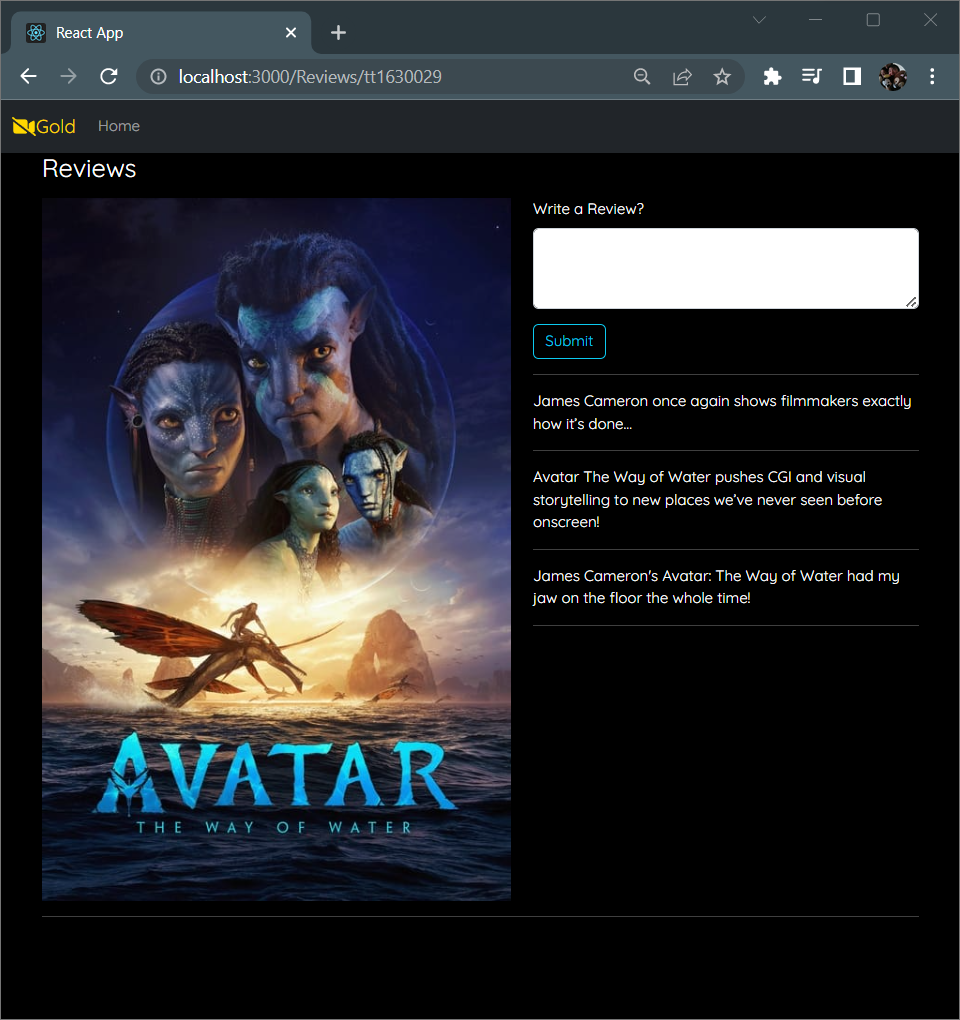 React App
localhost:3000/Reviews/tt1630029
Gold Home
Reviews
Write a Review?
Submit
James Cameron once again shows filmmakers exactly
how it’s done...
Avatar The Way of Water pushes CGI and visual
storytelling to new places we’ve never seen before
onscreen!
James Cameron's Avatar: The Way of Water had my
jaw on the floor the whole time!
AVATAR
THE WAY OF WATER